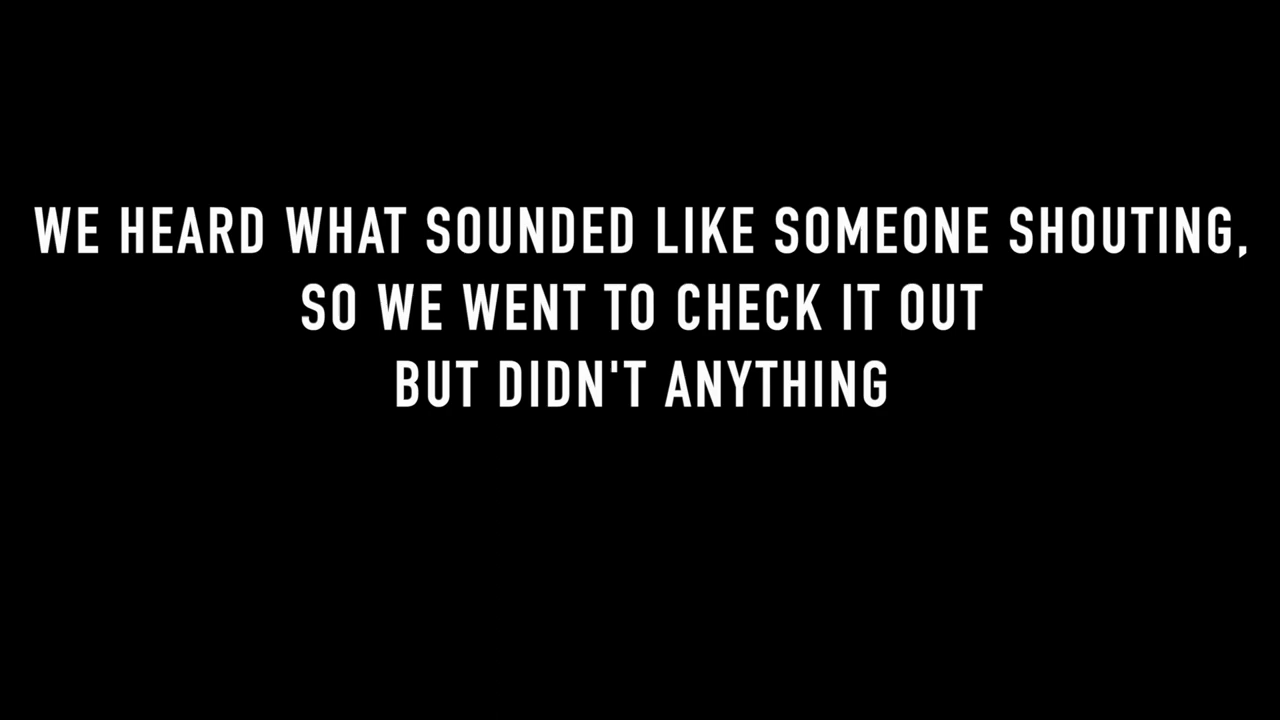 WE HEARD WHAT SOUNDED LIKE SOMEONE SHOUTING,
SO WE WENT TO CHECK IT OUT
BUT DIDN'T ANYTHING